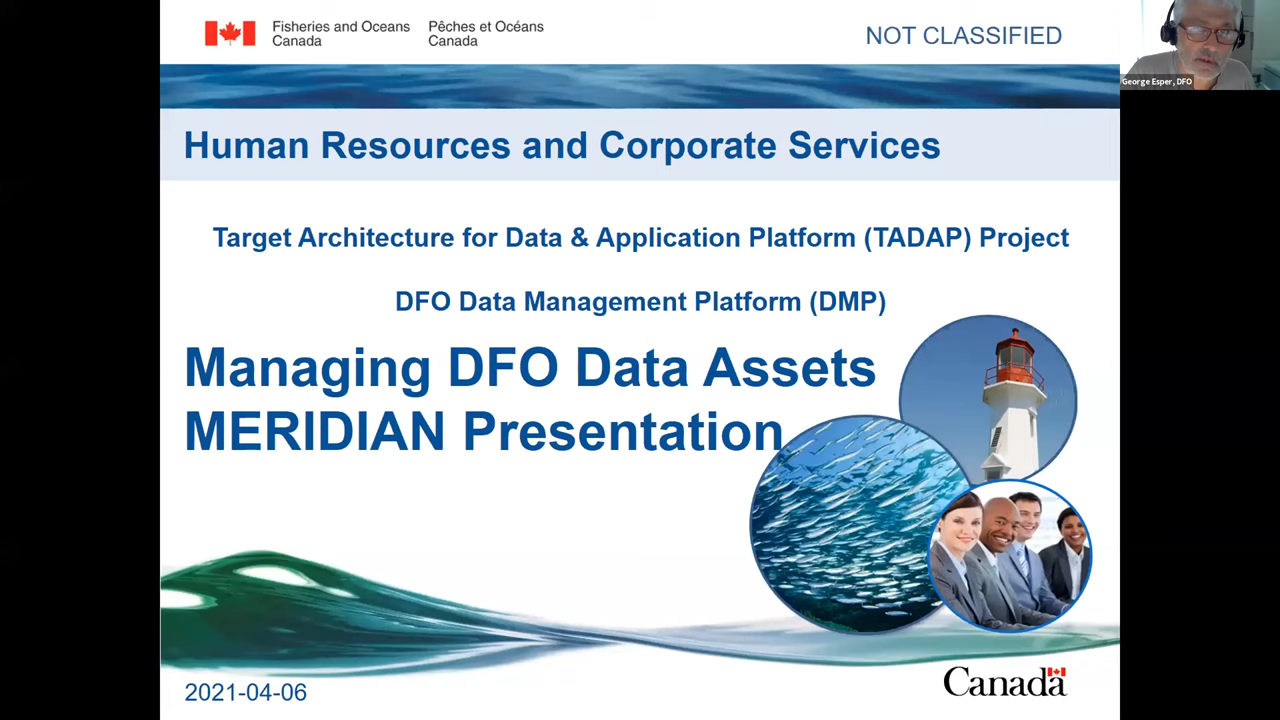 Fisheries and Oceans
Canada
Pêches et Océans
Canada
NOT CLASSIFIED
George Esper, DFO
Human Resources and Corporate Services
Target Architecture for Data & Application Platform (TADAP) Project
DFO Data Management Platform (DMP)
Managing DFO Data Assets
MERIDIAN Presentation
2021-04-06
Canada